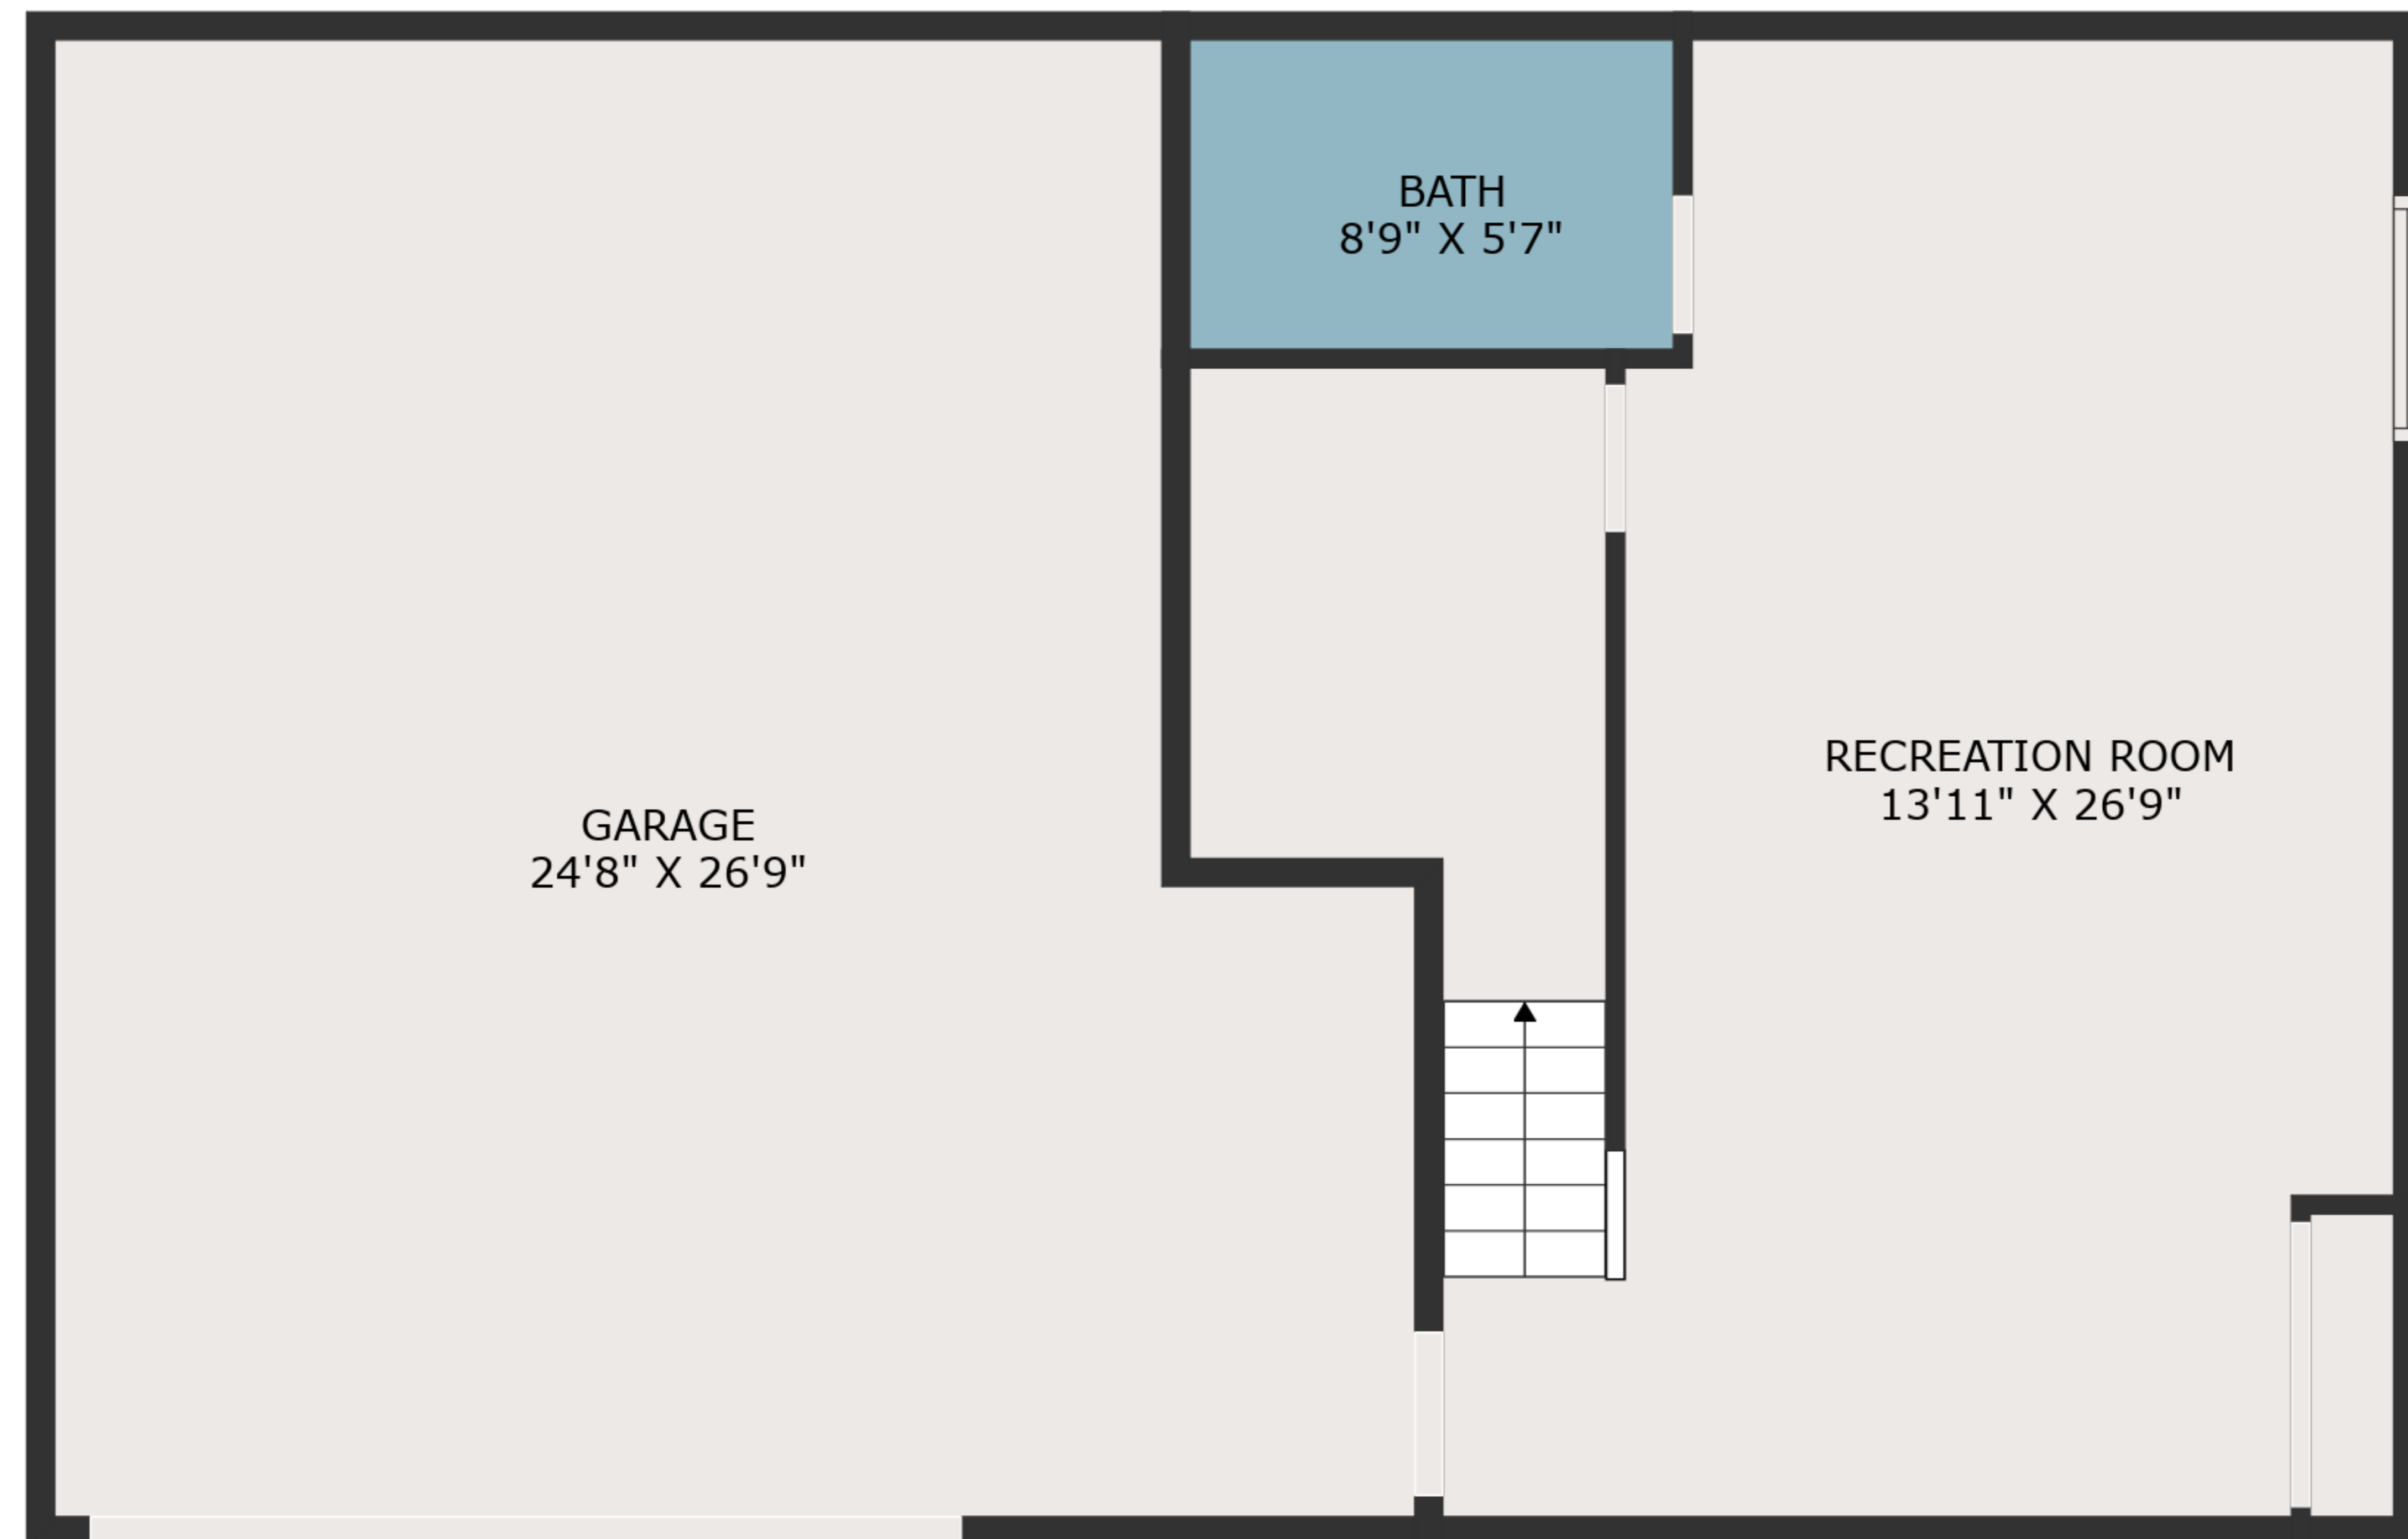 BATH
8'9" X 5'7"
RECREATION ROOM
13'11" X 26'9"
GARAGE
24'8" X 26'9"